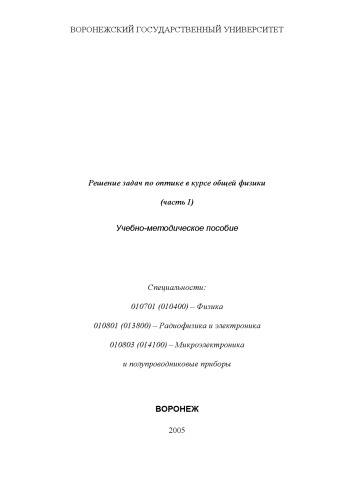 ВОРОНЕЖСКИЙ ГОСУДАРСТВЕННЫЙ УНИВЕРСИТЕТ
Решение задач по оптике в курсе общей физики
(часть I)
Учебно-методическое пособие
Специальности:
010701 (010400) – Физика
010801 (013800) – Радиофизика и электроника
010803 (014100) – Микроэлектроника
и полупроводниковые приборы
ВОРОНЕЖ
2005